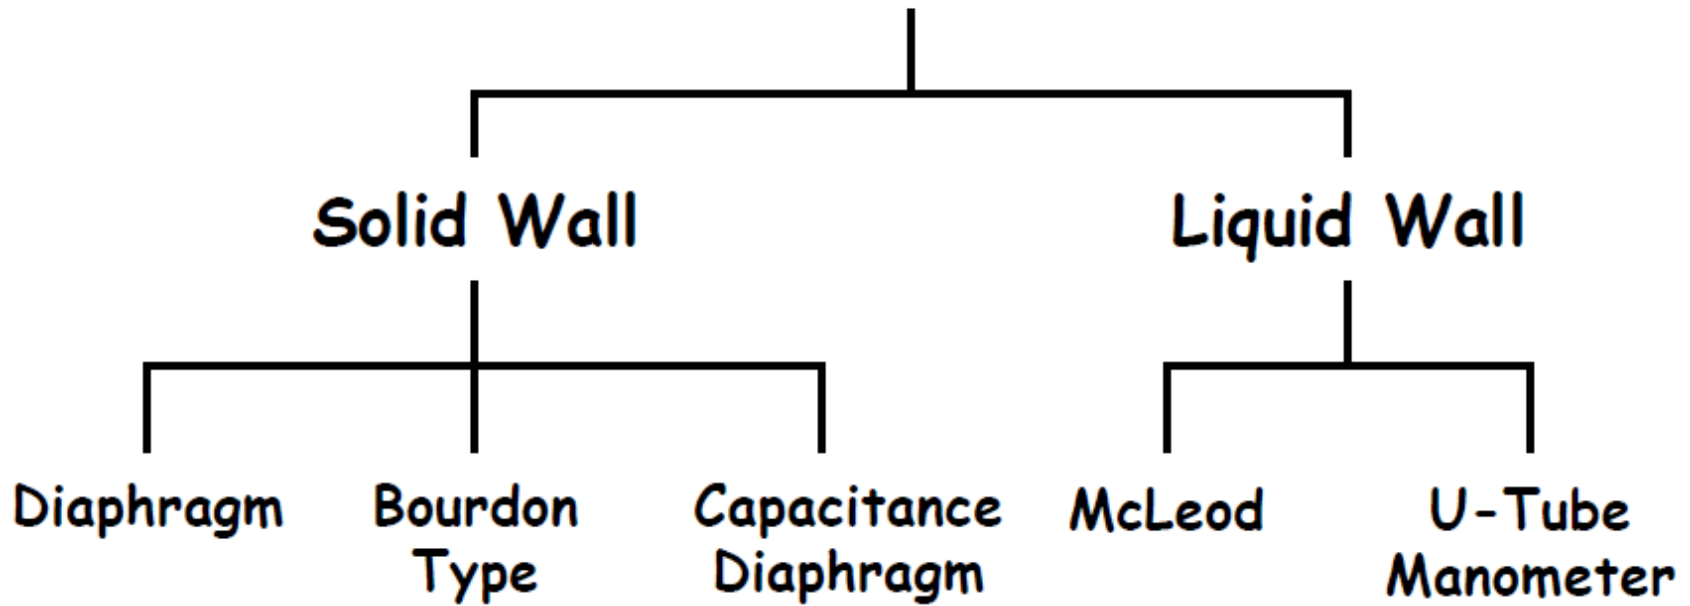 Solid Wall
Liquid Wall
Diaphragm
Bourdon
Type
Capacitance
Diaphragm
McLeod
U-Tube
Manometer